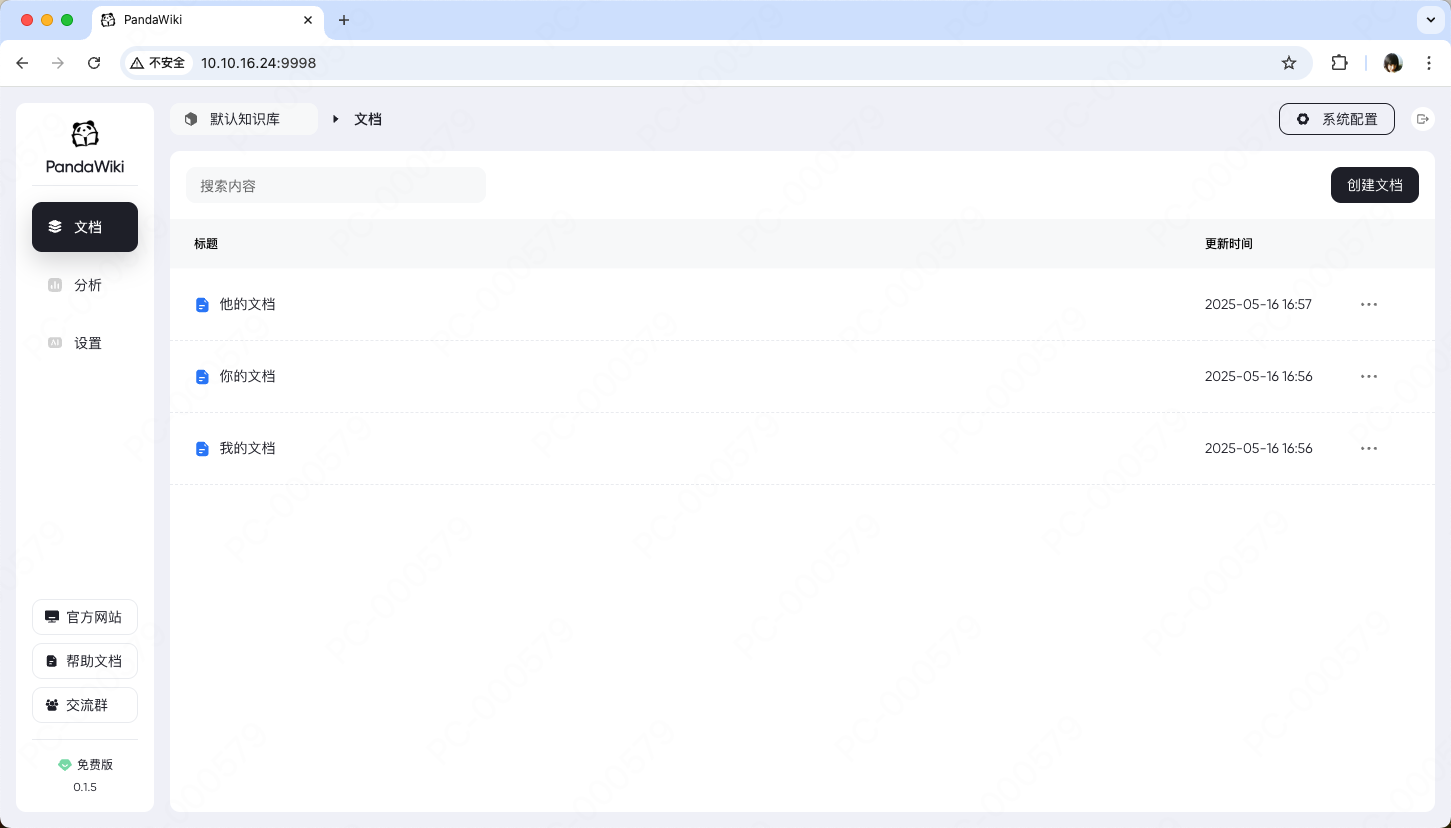 PandaWiki
不安全 10.10.16.24:9998
PandaWiki
文档
分析
AI 设置
官方网站
帮助文档
交流群
免费版
0.1.5
默认知识库 文档
系统配置
搜索内容
创建文档
标题 更新时间
他的文档 2025-05-16 16:57
你的文档 2025-05-16 16:56
我的文档 2025-05-16 16:56
PC-000579